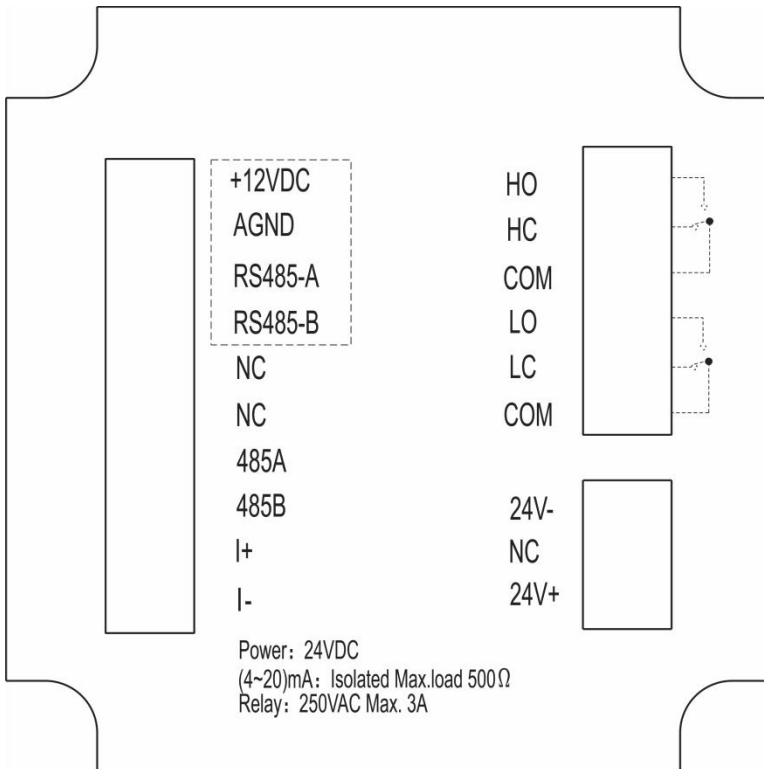 +12VDC
AGND
RS485-A
RS485-B
NC
NC
485A
485B
I+
I-
HO
HC
COM
LO
LC
COM
24V-
NC
24V+
Power: 24VDC
(4~20)mA: Isolated Max.load 500Ω
Relay: 250VAC Max. 3A